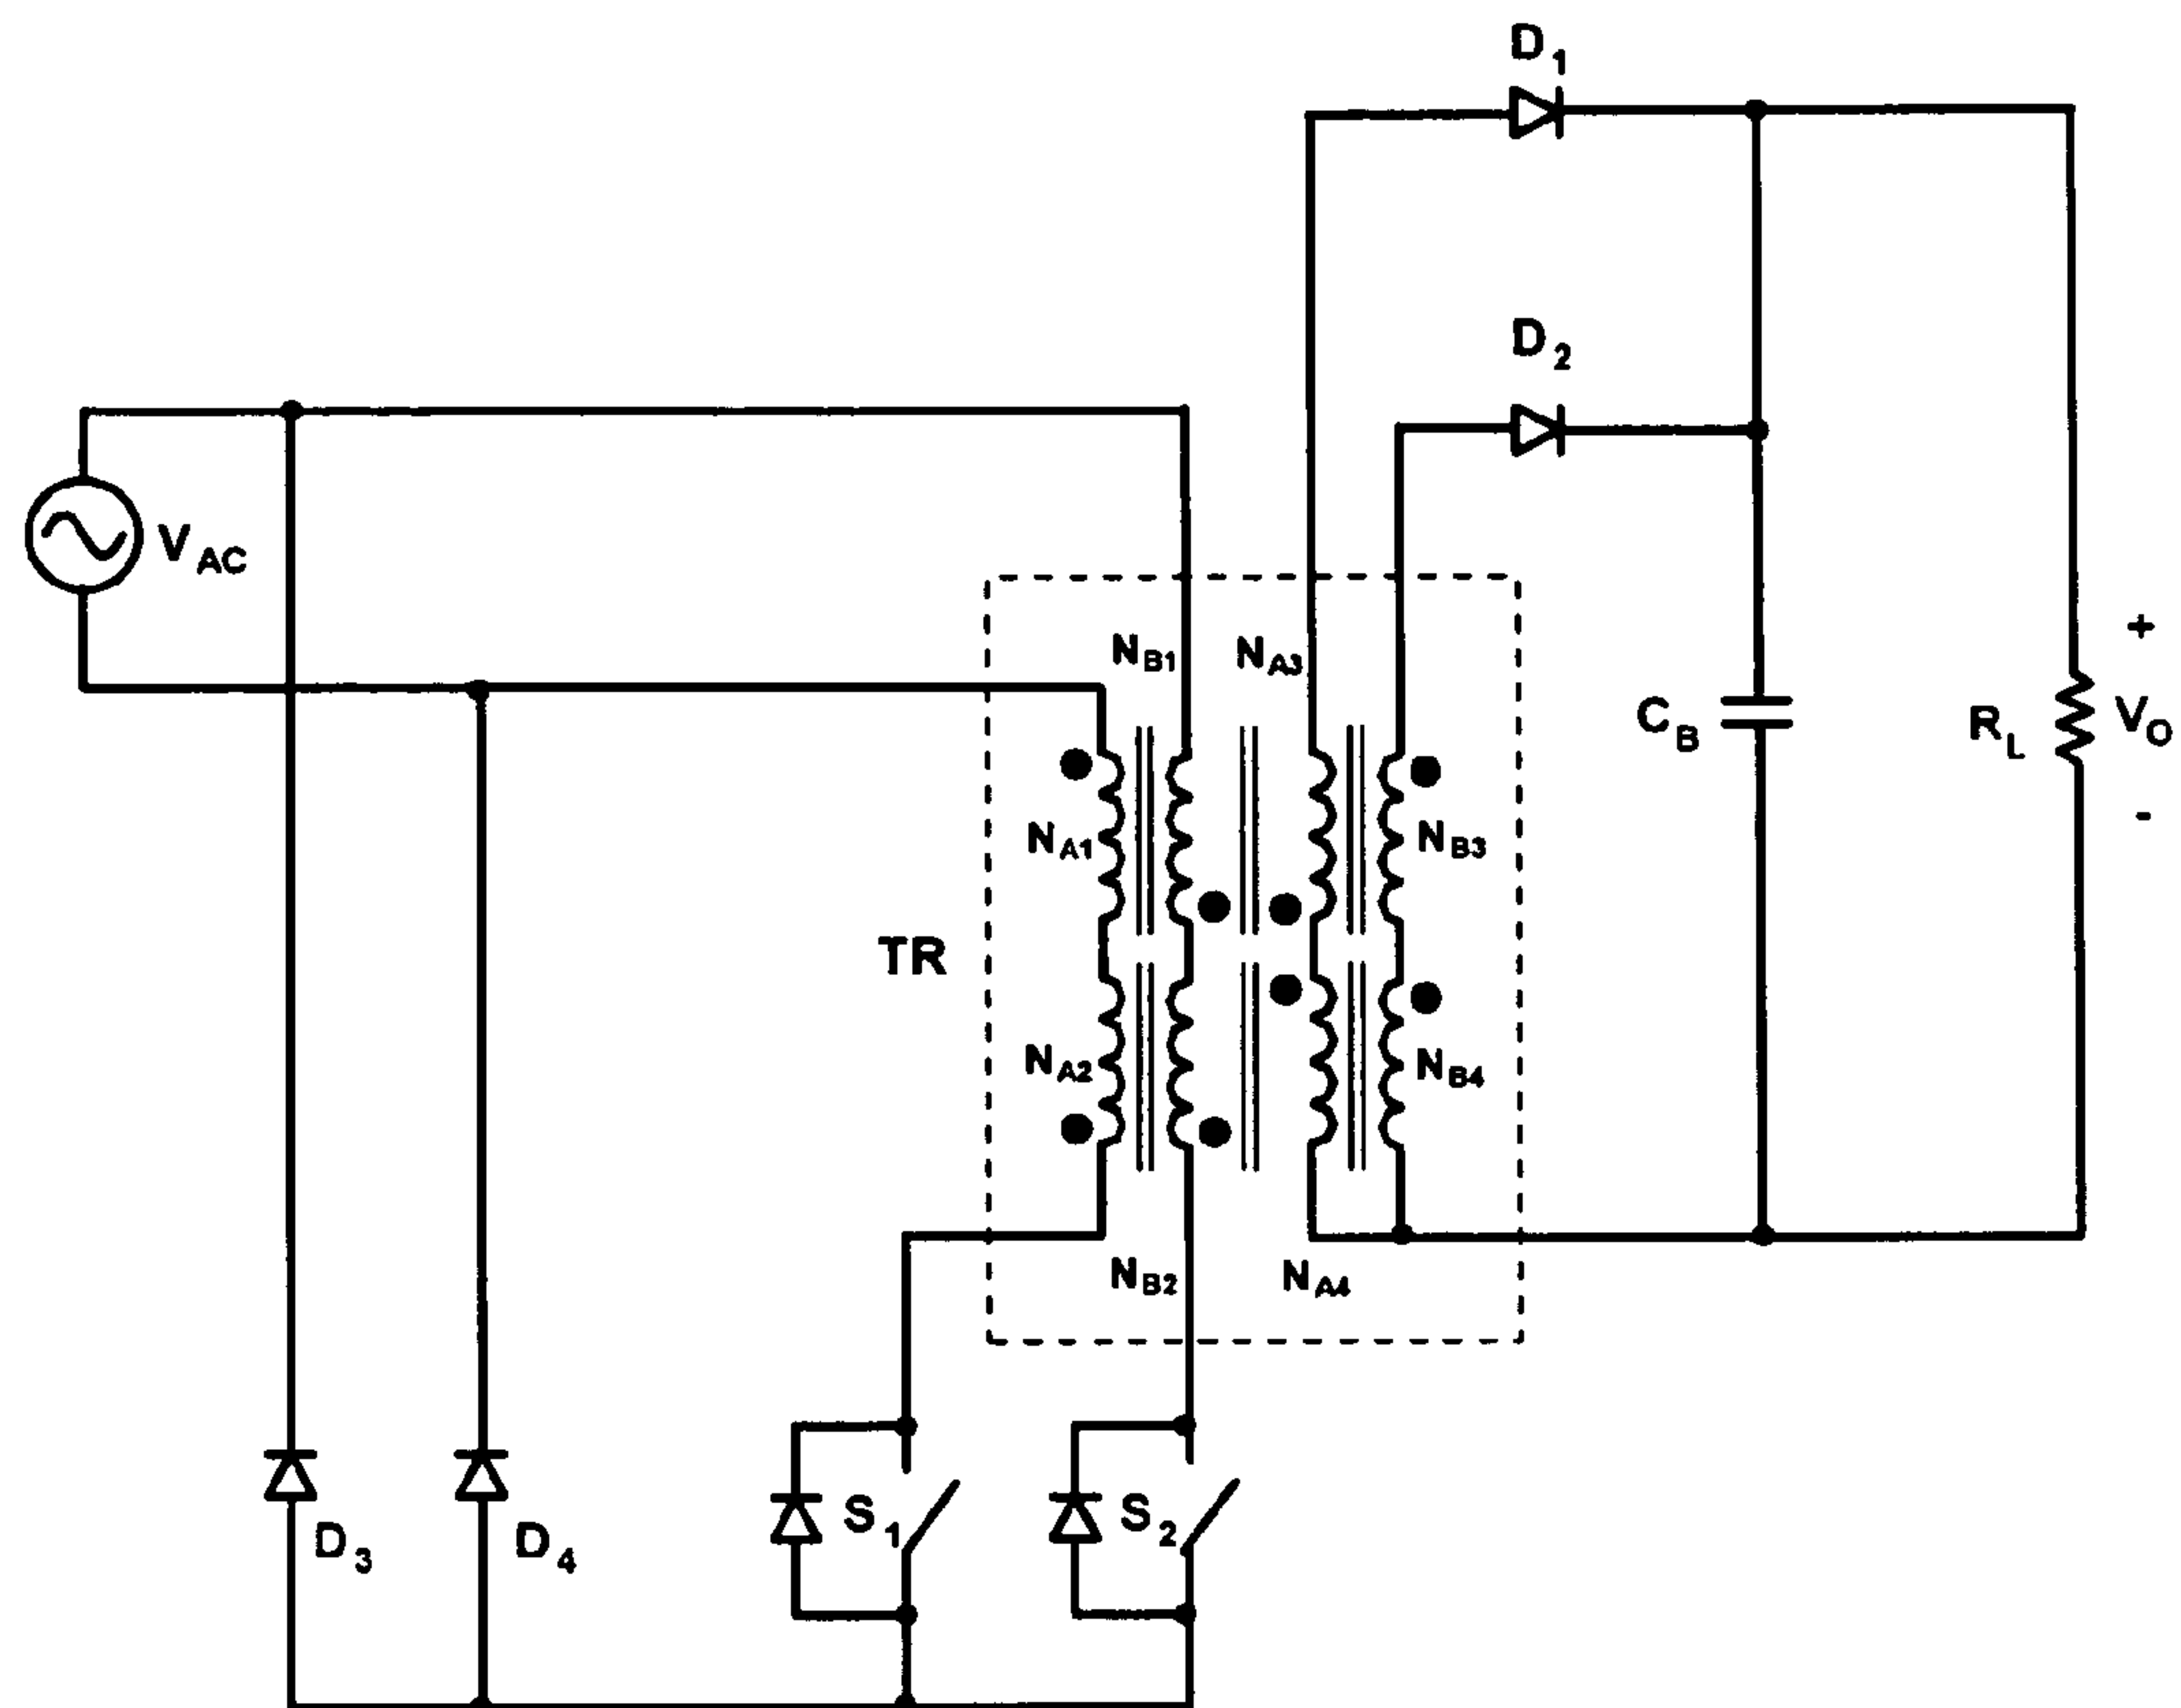 D1
D2
VAC
NB1
NA3
CB
RL
+
VO
-
NA1
NB3
TR
NA2
NB4
NB2
NA4
S1
S2
D3
D4